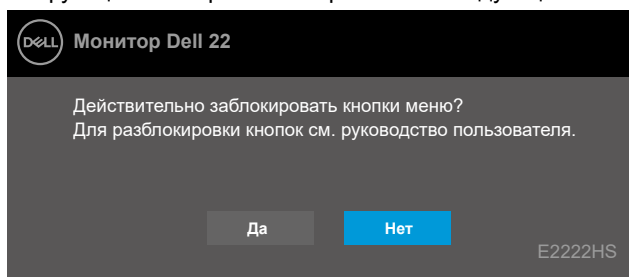 DELL Монитор Dell 22
Действительно заблокировать кнопки меню?
Для разблокировки кнопок см. руководство пользователя.
Да Нет
E2222HS